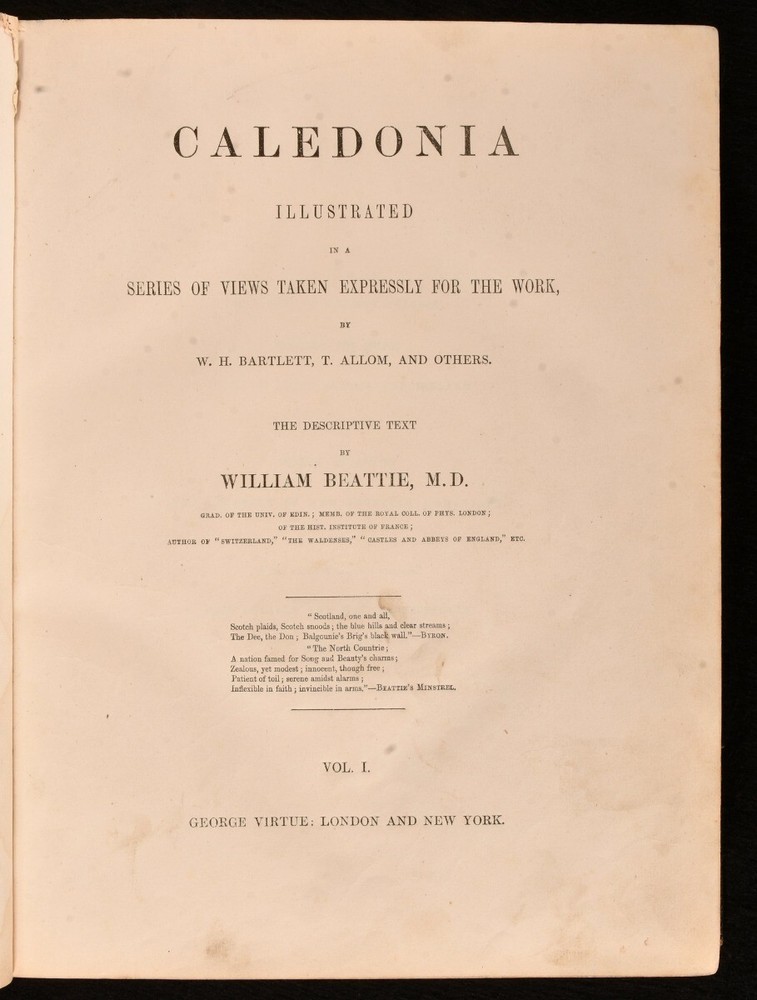 CALEDONIA
ILLUSTRATED
IN A
SERIES OF VIEWS TAKEN EXPRESSLY FOR THE WORK,
BY
W. H. BARTLETT, T. ALLOM, AND OTHERS.
THE DESCRIPTIVE TEXT
BY
WILLIAM BEATTIE, M.D.
GRAD. OF THE UNIV. OF EDIN.; MEMB. OF THE ROYAL COLL. OF PHYS. LONDON;
OF THE HIST. INSTITUTE OF FRANCE;
AUTHOR OF "SWITZERLAND," "THE WALDENSES," "CASTLES AND ABBEYS OF ENGLAND," ETC.
"Scotland, one and all,
Scotch plaids, Scotch snoods; the blue hills and clear streams;
The Dee, the Don; Balgounie's Brig's black wall."—BYRON.
"The North Countrie;
A nation famed for Song and Beauty's charms;
Zealous, yet modest; innocent, though free;
Patient of toil; serene amidst alarms;
Inflexible in faith; invincible in arms."—BEATTIE'S MINSTREL.
VOL. I.
GEORGE VIRTUE: LONDON AND NEW YORK.